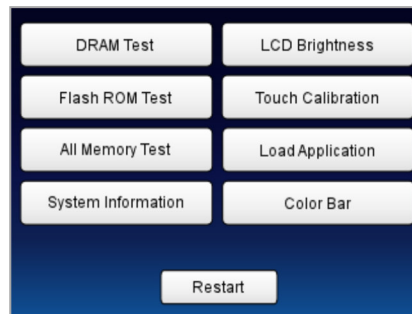 DRAM Test
LCD Brightness
Flash ROM Test
Touch Calibration
All Memory Test
Load Application
System Information
Color Bar
Restart